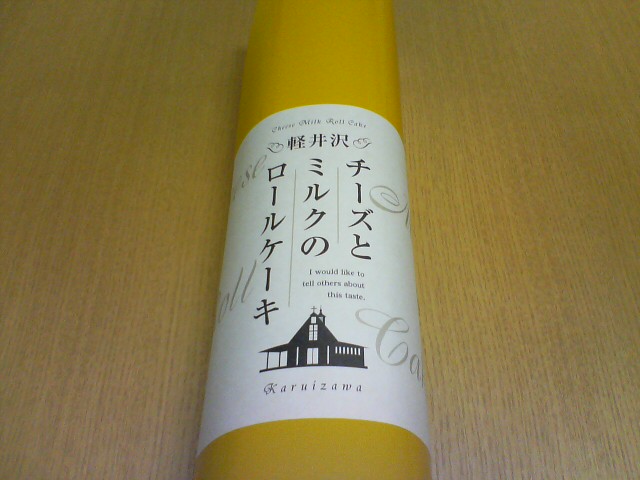 Cheese Milk Roll Cake
軽井沢
チーズと
ミルクの
ロールケーキ
I would like to
tell others about
this taste.
Karuizawa